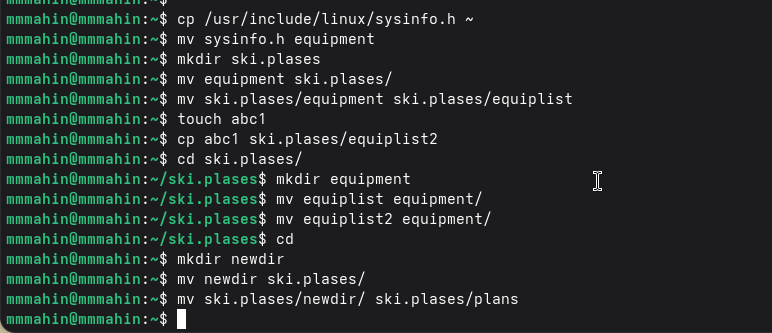 mmmahin@mmmahin:~$ cp /usr/include/linux/sysinfo.h ~
mmmahin@mmmahin:~$ mv sysinfo.h equipment
mmmahin@mmmahin:~$ mkdir ski.plases
mmmahin@mmmahin:~$ mv equipment ski.plases/
mmmahin@mmmahin:~$ mv ski.plases/equipment ski.plases/equiplist
mmmahin@mmmahin:~$ touch abc1
mmmahin@mmmahin:~$ cp abc1 ski.plases/equiplist2
mmmahin@mmmahin:~$ cd ski.plases/
mmmahin@mmmahin:~/ski.plases$ mkdir equipment
mmmahin@mmmahin:~/ski.plases$ mv equiplist equipment/
mmmahin@mmmahin:~/ski.plases$ mv equiplist2 equipment/
mmmahin@mmmahin:~/ski.plases$ cd
mmmahin@mmmahin:~$ mkdir newdir
mmmahin@mmmahin:~$ mv newdir ski.plases/
mmmahin@mmmahin:~$ mv ski.plases/newdir/ ski.plases/plans
mmmahin@mmmahin:~$